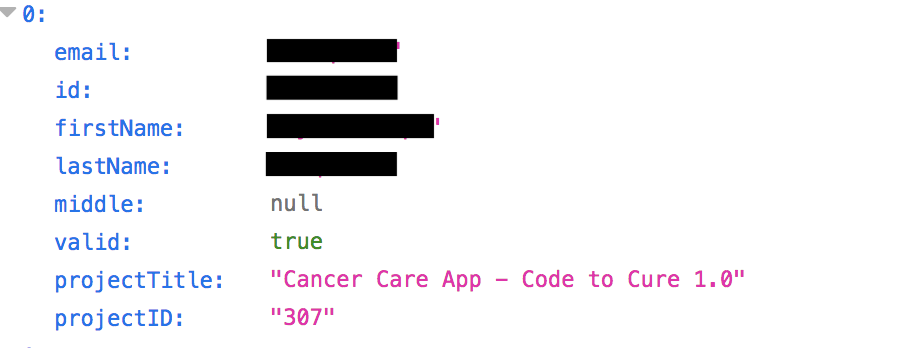 0:
email:
id:
firstName:
lastName:
middle: null
valid: true
projectTitle: "Cancer Care App - Code to Cure 1.0"
projectID: "307"